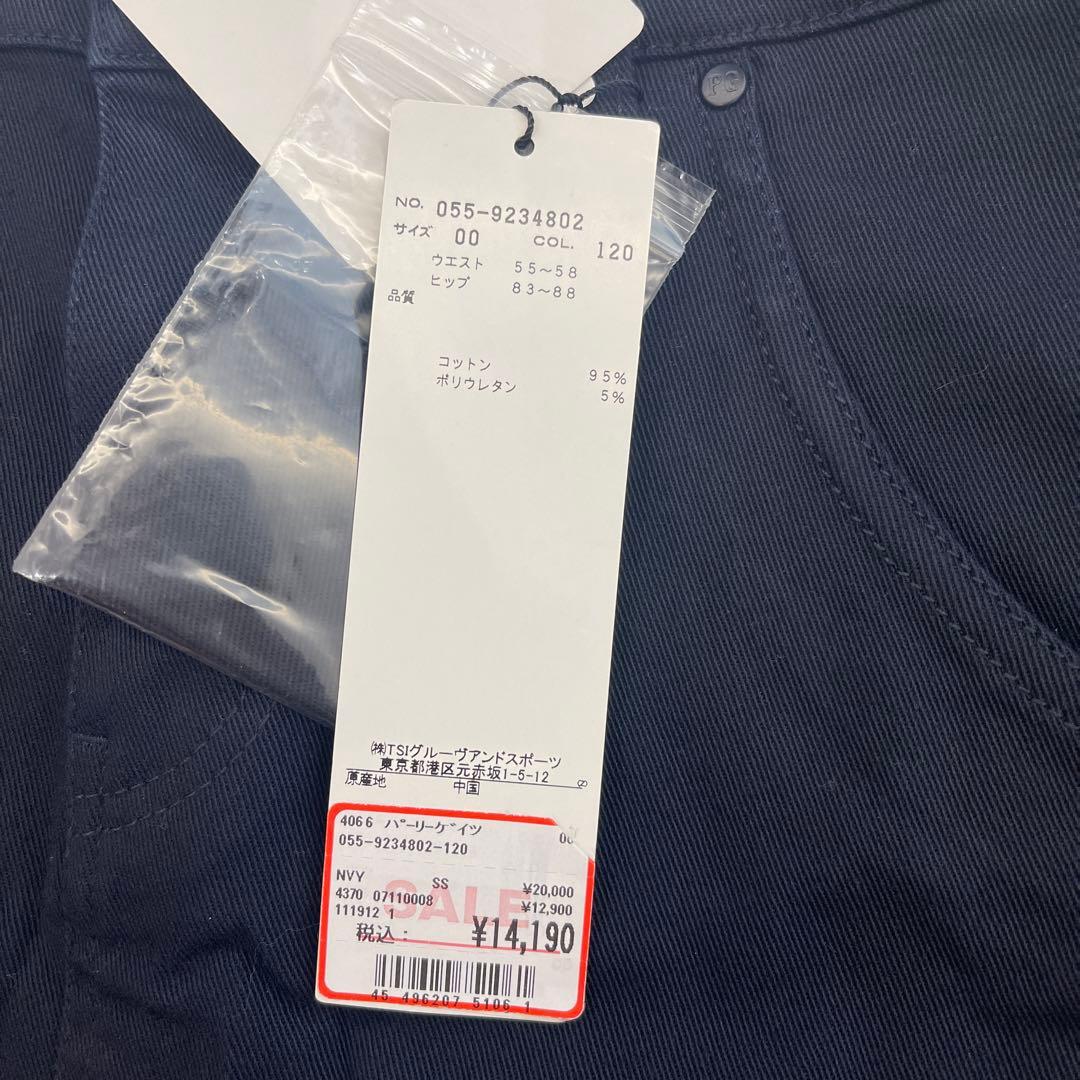 PG
NO. 055-9234802
サイズ 00 COL. 120
ウエスト 55~58
ヒップ 83~88
品質
コットン 95%
ポリウレタン 5%
㈱TSIグルーヴアンドスポーツ
東京都港区元赤坂1-5-12
原産地 中国
4066 パーリーゲイツ
055-9234802-120
NVY SS ¥20,000
4370 07110008 ¥12,900
111912 1
SALE
税込: ¥14,190
45 496207 5106 1